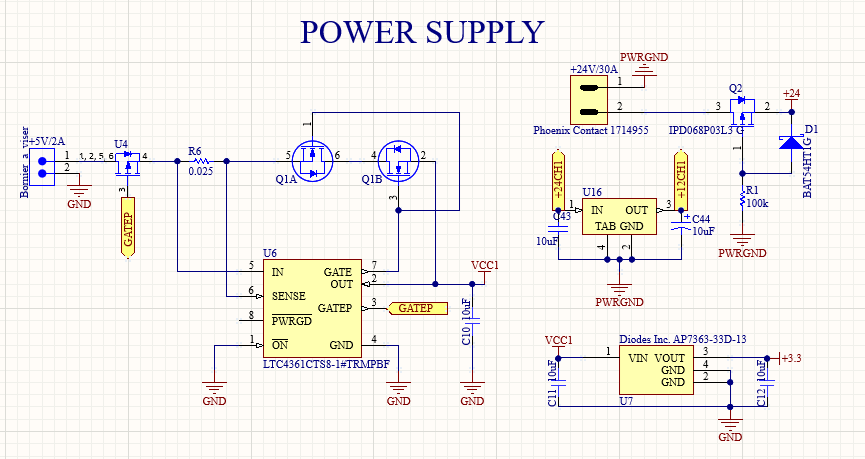 POWER SUPPLY
+5V/2A
Bornier a viser
1
2
GND
1, 2, 5, 6
U4
4
3
GATEP
R6
0.025
1
5
6
Q1A
4
2
Q1B
3
U6
5 IN
6 SENSE
8 PWRGD
1 ON
GATE 7
OUT 2
GATEP 3
GND 4
LTC4361CTS8-1#TRMPBF
GATEP
VCC1
C10 10uF
GND
GND
GND
+24V/30A
PWRGND
1
2
Phoenix Contact 1714955
Q2
3
2
1
IPD068P03L3 G
+24
D1
BAT54HT1G
R1
100k
PWRGND
+24CH1
+12CH1
U16
1 IN
OUT 3
TAB GND
4
2
C43
10uF
C44
10uF
PWRGND
Diodes Inc. AP7363-33D-13
VCC1
1 VIN
VOUT 3
GND 4
GND 2
U7
C11 10uF
C12 10uF
+3.3
GND